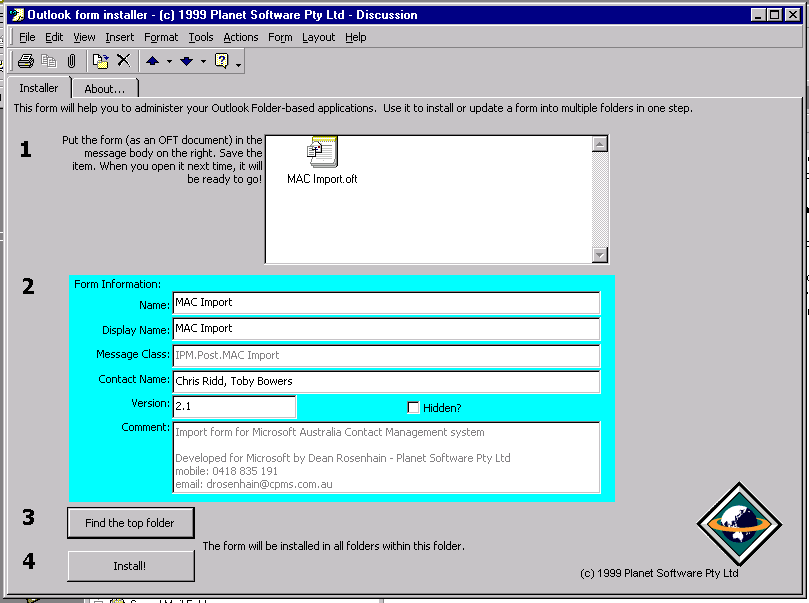 Outlook form installer - (c) 1999 Planet Software Pty Ltd - Discussion
File Edit View Insert Format Tools Actions Form Layout Help
Installer About...
This form will help you to administer your Outlook Folder-based applications. Use it to install or update a form into multiple folders in one step.
1
Put the form (as an OFT document) in the
message body on the right. Save the
item. When you open it next time, it will
be ready to go!
MAC Import.oft
2
Form Information:
Name: MAC Import
Display Name: MAC Import
Message Class: IPM.Post.MAC Import
Contact Name: Chris Ridd, Toby Bowers
Version: 2.1
Hidden?
Comment: Import form for Microsoft Australia Contact Management system
Developed for Microsoft by Dean Rosenhain - Planet Software Pty Ltd
mobile: 0418 835 191
email: drosenhain@cpms.com.au
3
Find the top folder
The form will be installed in all folders within this folder.
4
Install!
(c) 1999 Planet Software Pty Ltd